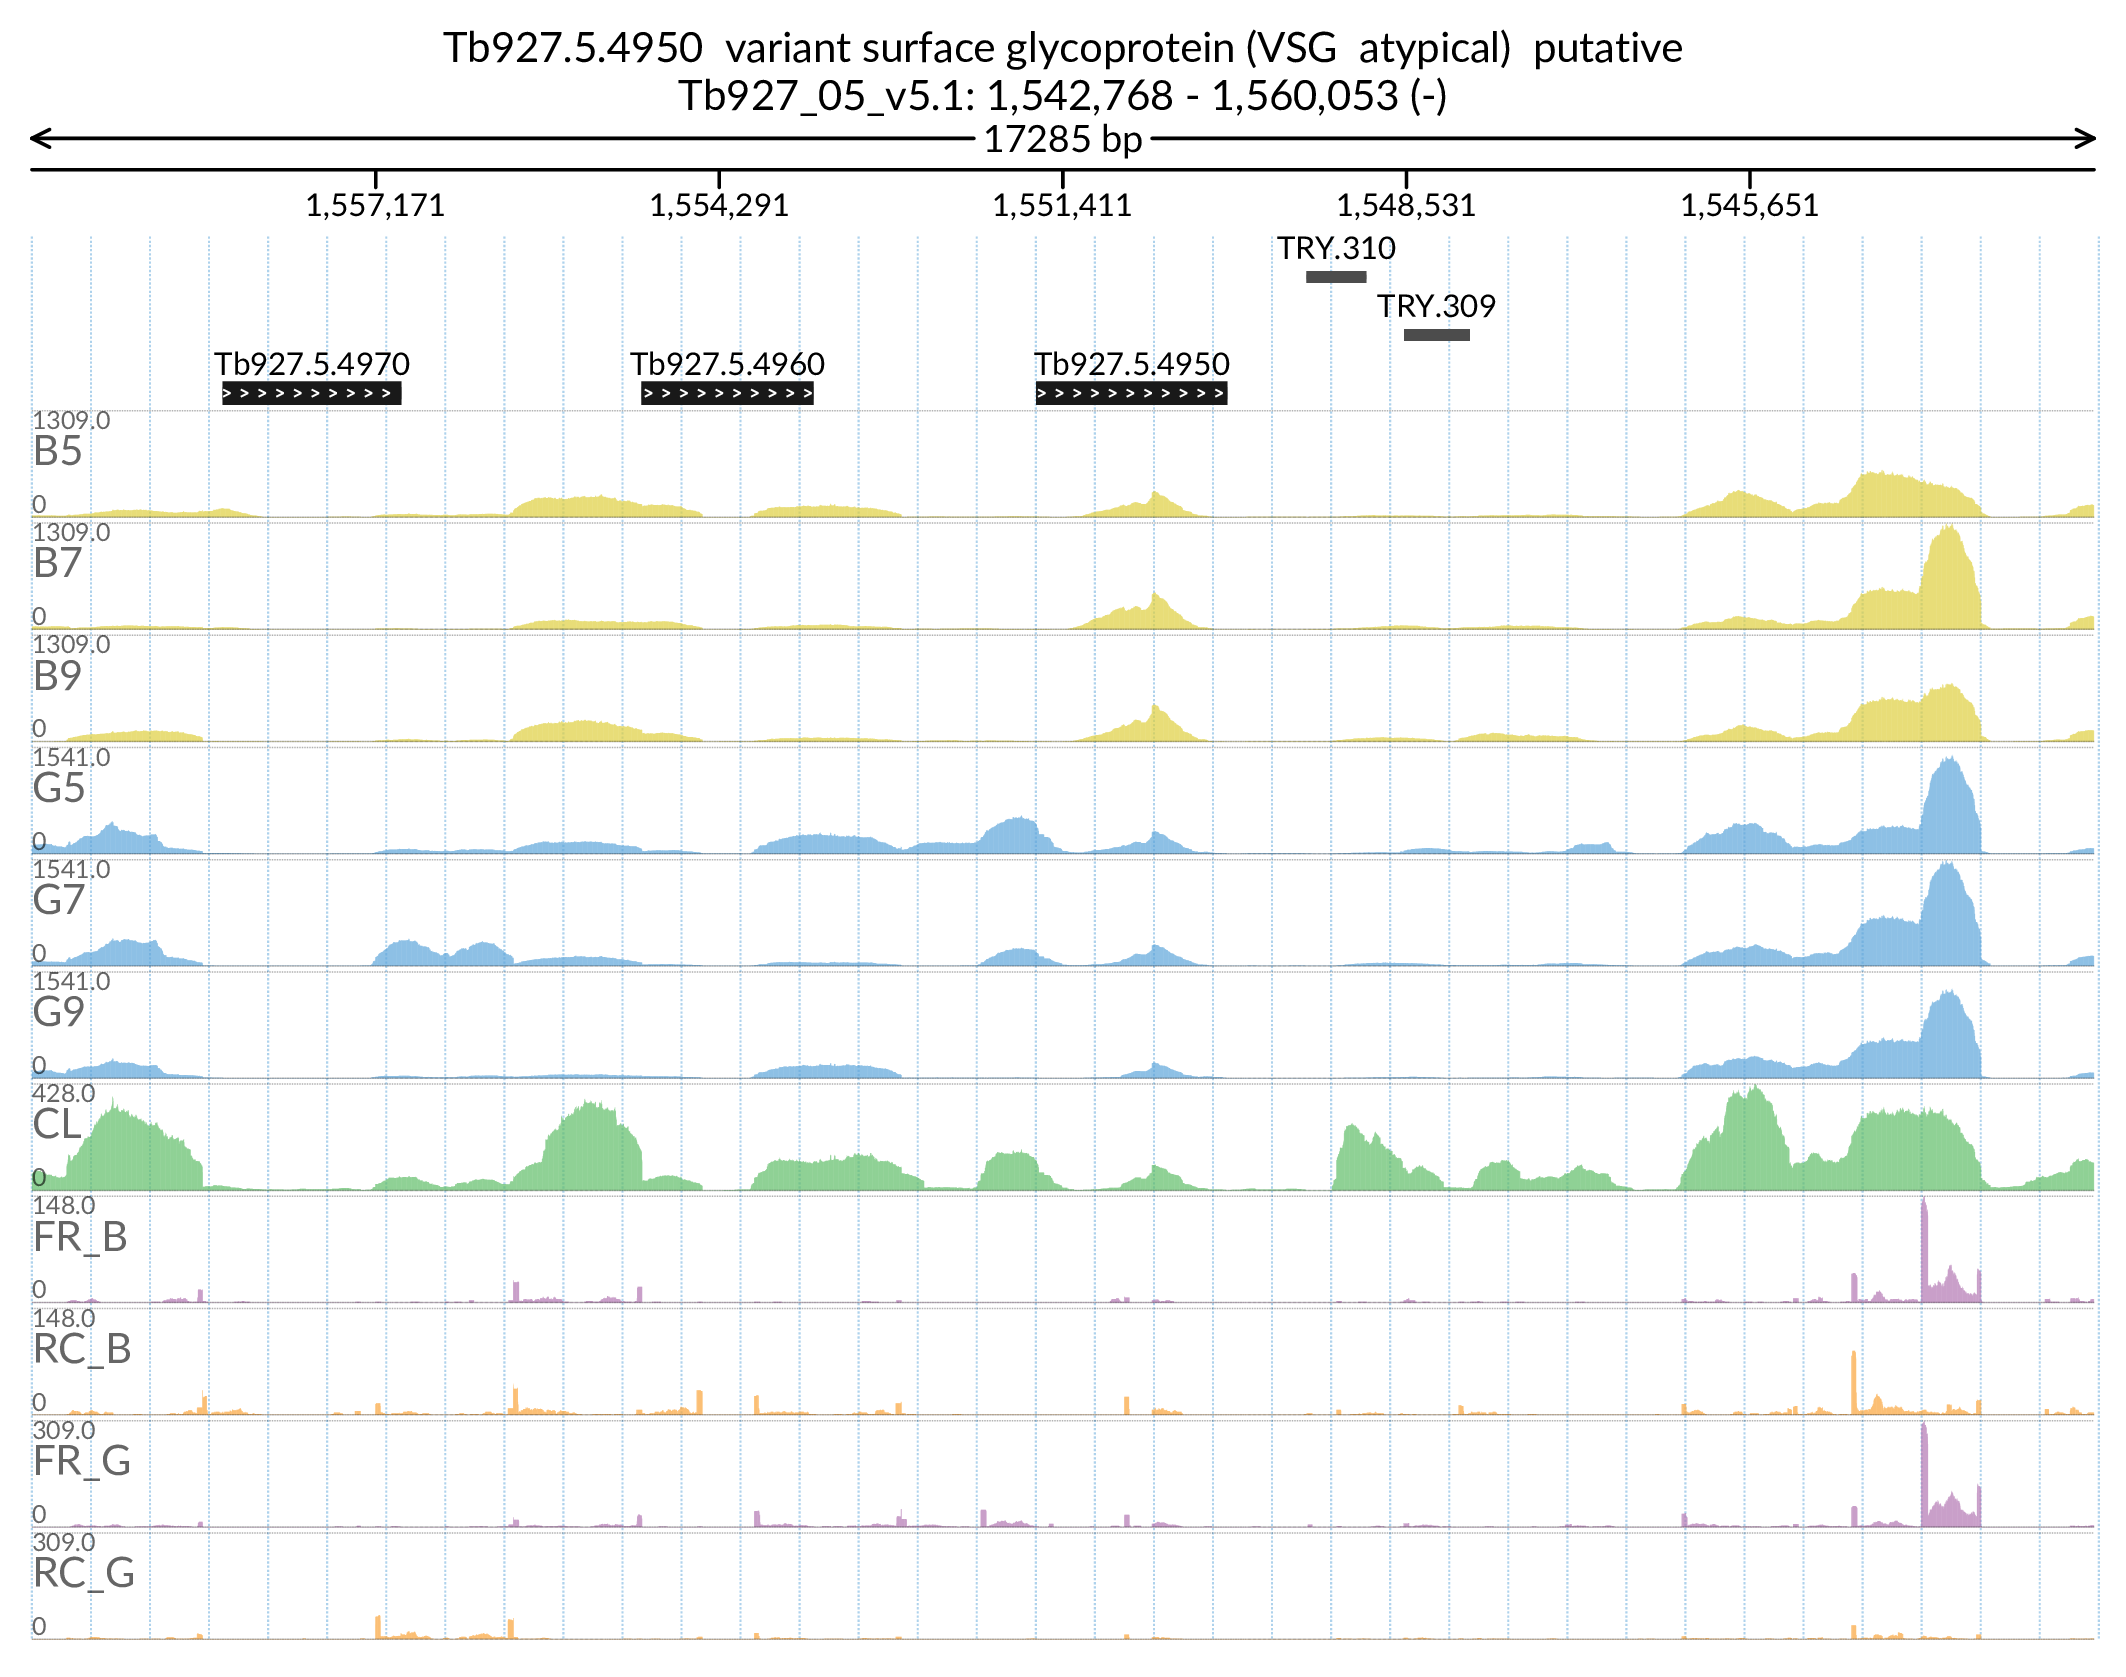 Tb927.5.4950 variant surface glycoprotein (VSG atypical) putative
Tb927_05_v5.1: 1,542,768 - 1,560,053 (-)
17285 bp
1,557,171 1,554,291 1,551,411 1,548,531 1,545,651
TRY.310
TRY.309
Tb927.5.4970 Tb927.5.4960 Tb927.5.4950
1309.0
B5
0
1309.0
B7
0
1309.0
B9
0
1541.0
G5
0
1541.0
G7
0
1541.0
G9
0
428.0
CL
0
148.0
FR_B
0
148.0
RC_B
0
309.0
FR_G
0
309.0
RC_G
0